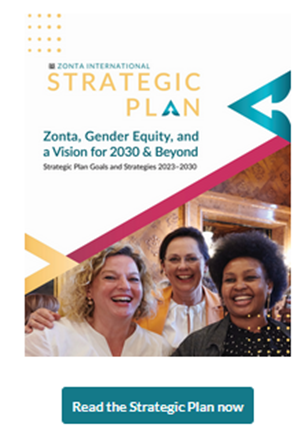 ZONTA INTERNATIONAL
STRATEGIC
PLAN
Zonta, Gender Equity, and
a Vision for 2030 & Beyond
Strategic Plan Goals and Strategies 2023–2030
Read the Strategic Plan now